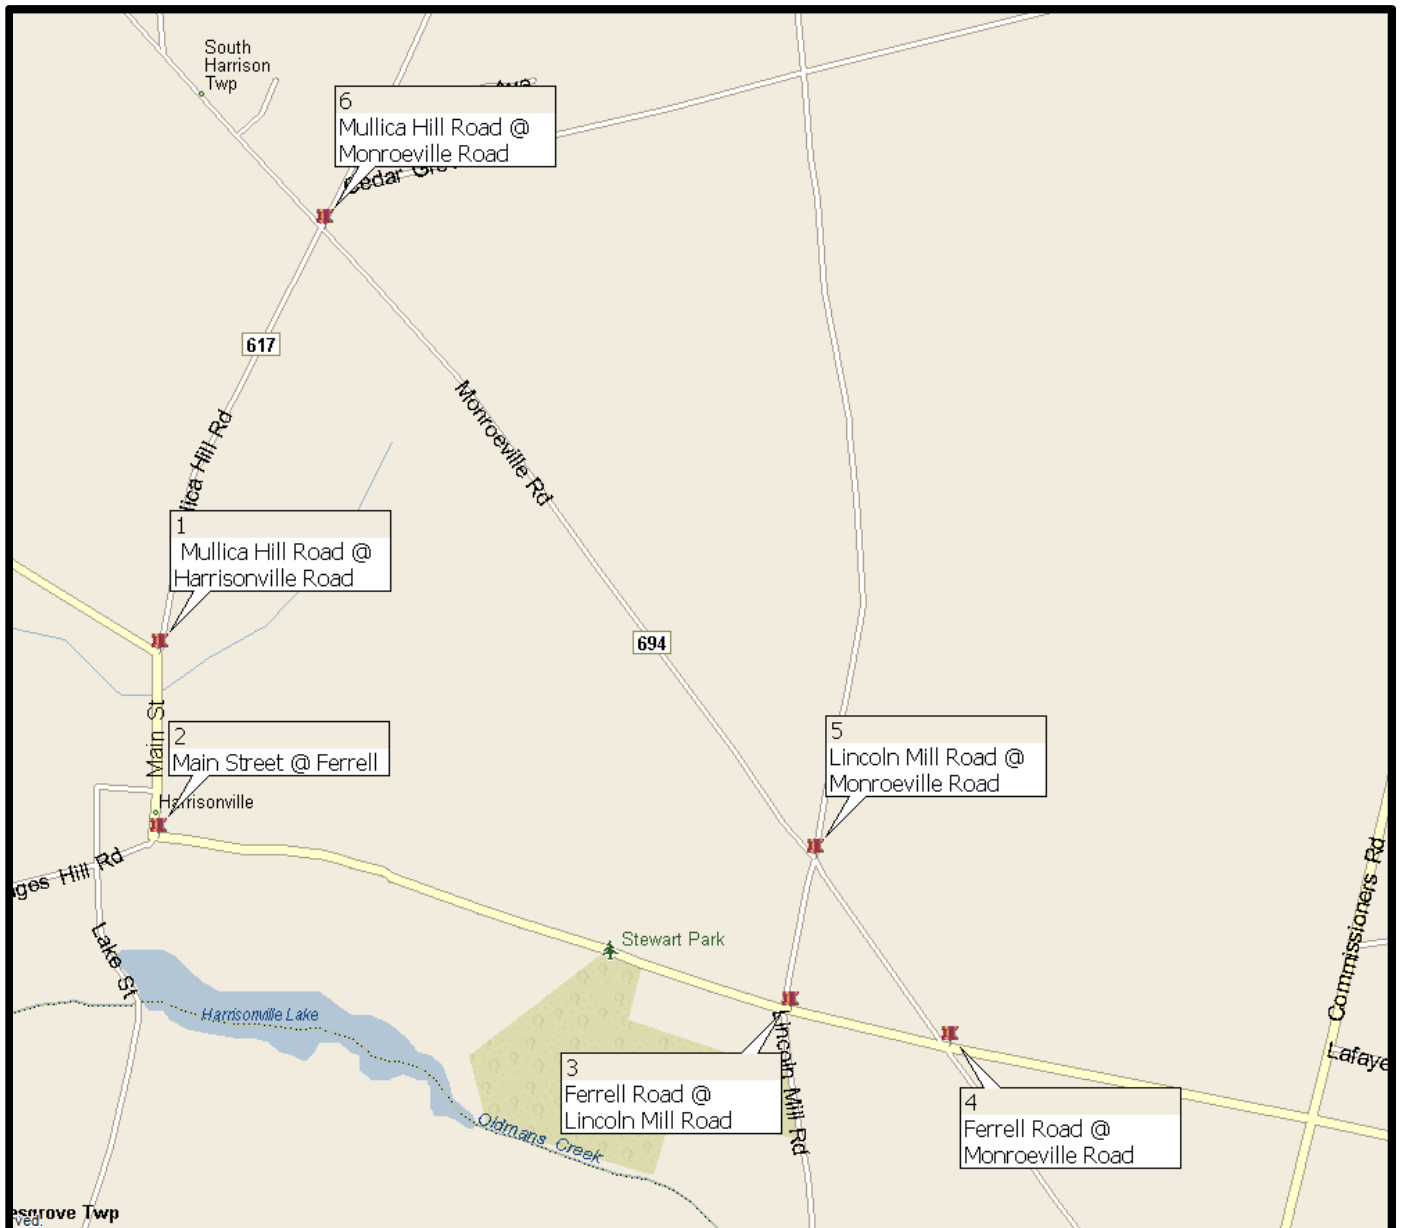 South
Harrison
Twp
6
Mullica Hill Road @
Monroeville Road
617
Monroeville Rd
1
Mullica Hill Road @
Harrisonville Road
694
Main St
2
Main Street @ Ferrell
Harrisonville
5
Lincoln Mill Road @
Monroeville Road
Hill Rd
Commissioners Rd
Lake St
Stewart Park
Harrisonville Lake
3
Ferrell Road @
Lincoln Mill Road
Lincoln Mill Rd
4
Ferrell Road @
Monroeville Road
Oldmans Creek
Twp